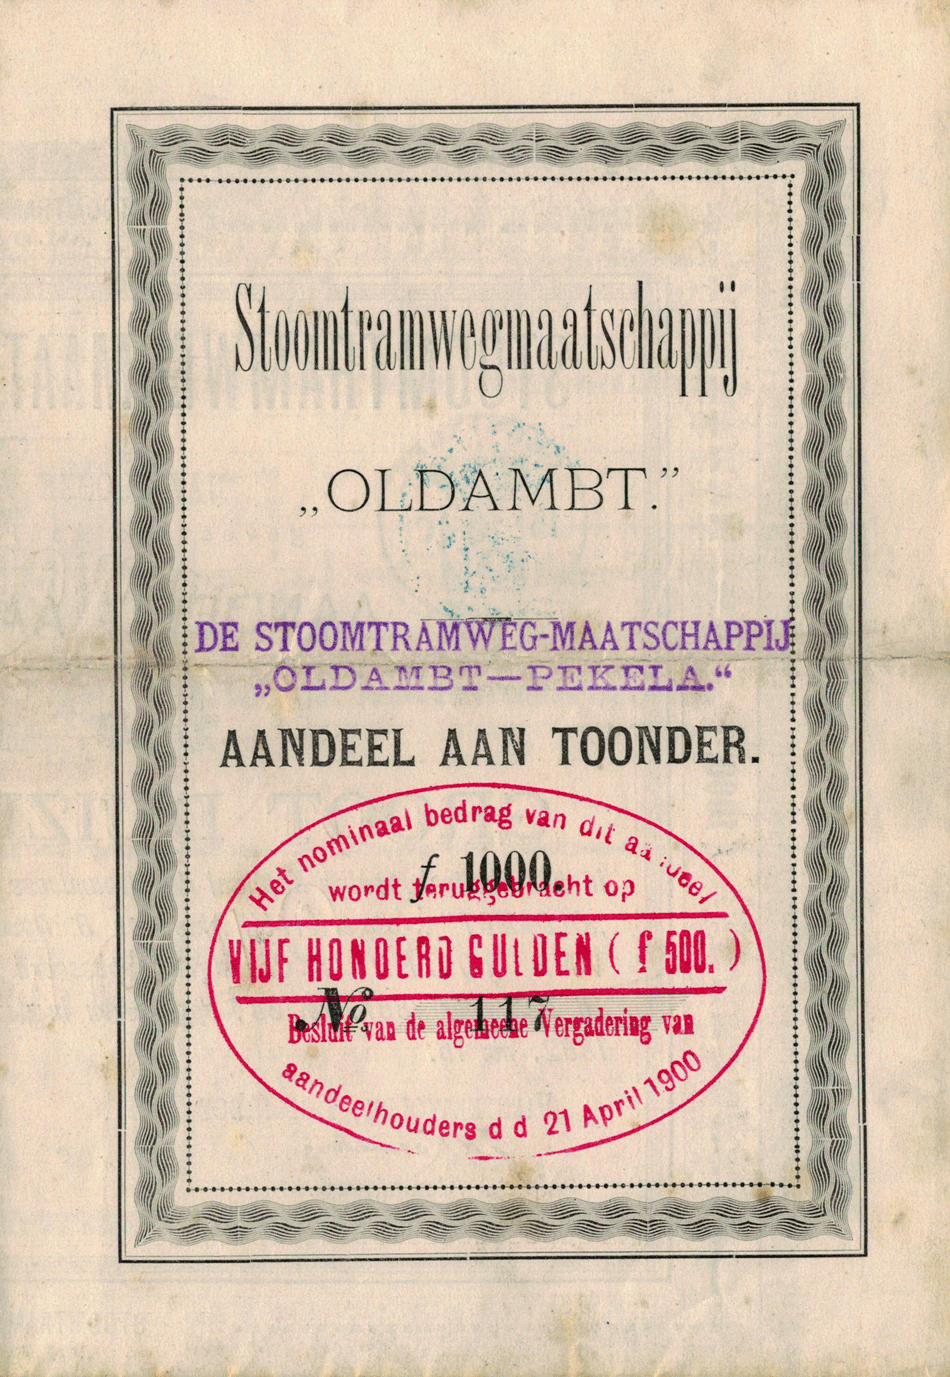 Stoomtramwegmaatschappij
„OLDAMBT.”
DE STOOMTRAMWEG-MAATSCHAPPIJ
„OLDAMBT—PEKELA.“
AANDEEL AAN TOONDER.
Het nominaal bedrag van dit aandeel
ƒ 1000.
wordt teruggebracht op
VIJF HONDERD GULDEN (f 500.)
No. 117
Besluit van de algemeene Vergadering van
aandeelhouders d d 21 April 1900